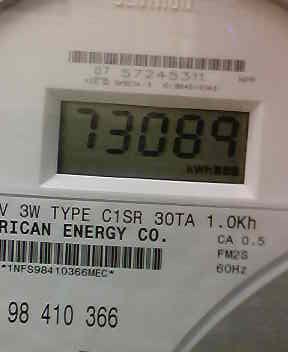 07 57245311
73089
kWh
V 3W TYPE C1SR 30TA 1.0Kh
RICAN ENERGY CO.
CA 0.5
FM2S
60Hz
*1NFS98410366MEC*
98 410 366